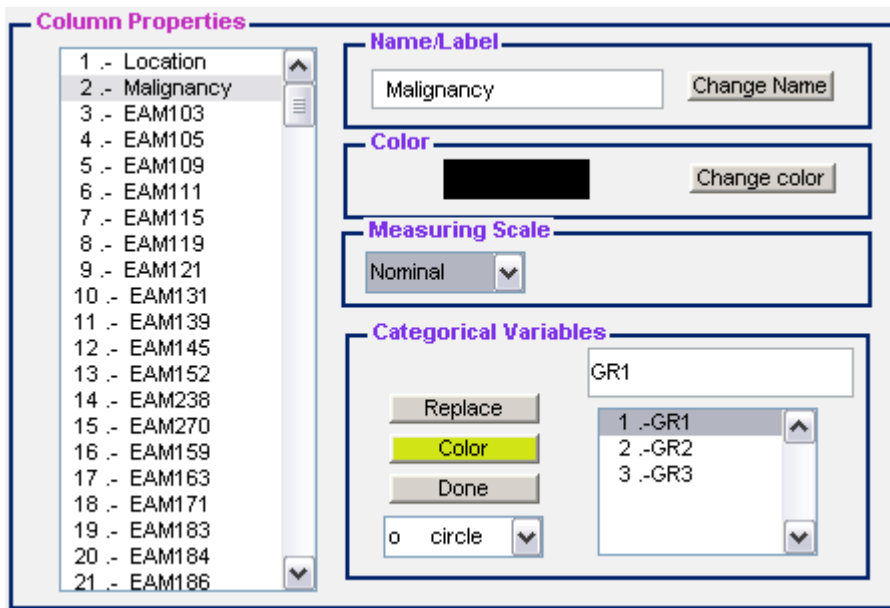 Column Properties
1 .- Location
2 .- Malignancy
3 .- EAM103
4 .- EAM105
5 .- EAM109
6 .- EAM111
7 .- EAM115
8 .- EAM119
9 .- EAM121
10 .- EAM131
11 .- EAM139
12 .- EAM145
13 .- EAM152
14 .- EAM238
15 .- EAM270
16 .- EAM159
17 .- EAM163
18 .- EAM171
19 .- EAM183
20 .- EAM184
21 .- EAM186
Name/Label
Malignancy
Change Name
Color
Change color
Measuring Scale
Nominal
Categorical Variables
GR1
Replace
Color
Done
o circle
1 .-GR1
2 .-GR2
3 .-GR3